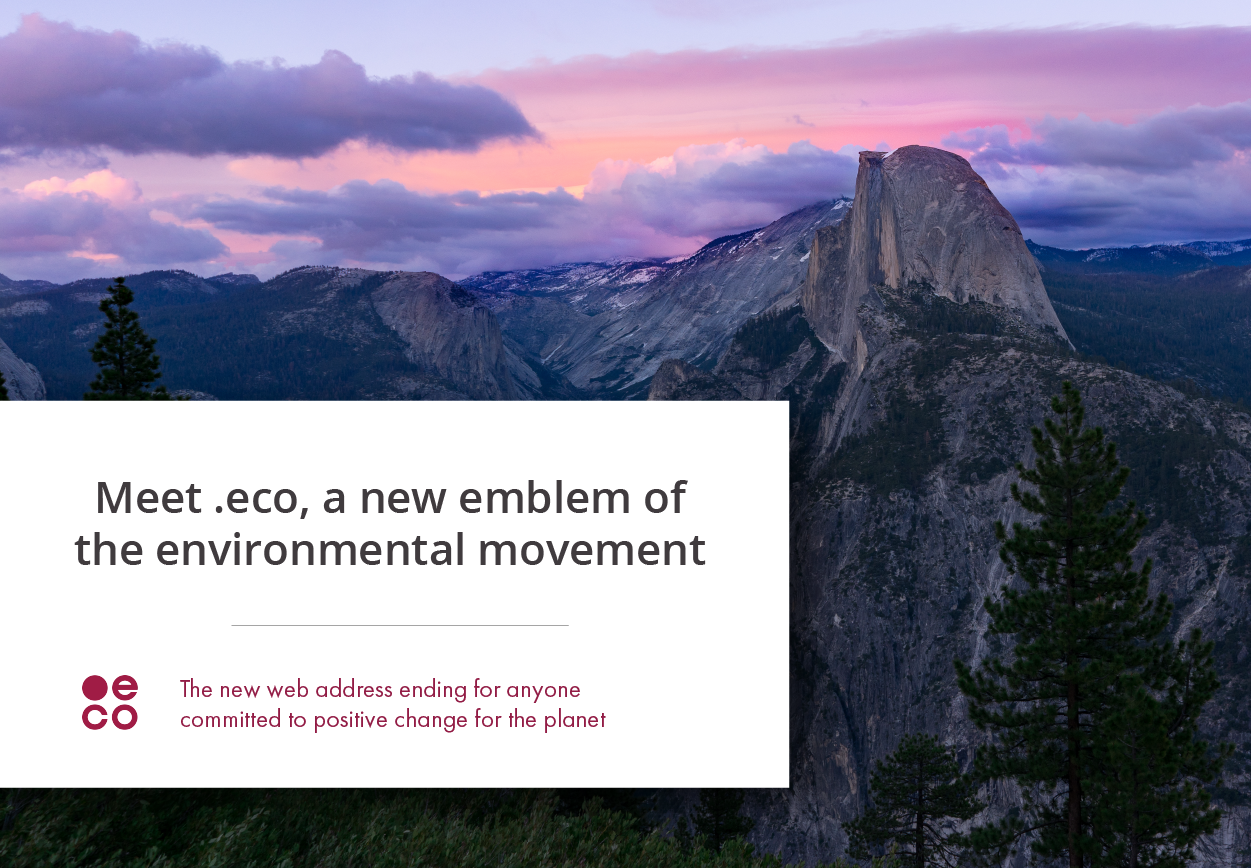 Meet .eco, a new emblem of
the environmental movement
e
co
The new web address ending for anyone
committed to positive change for the planet